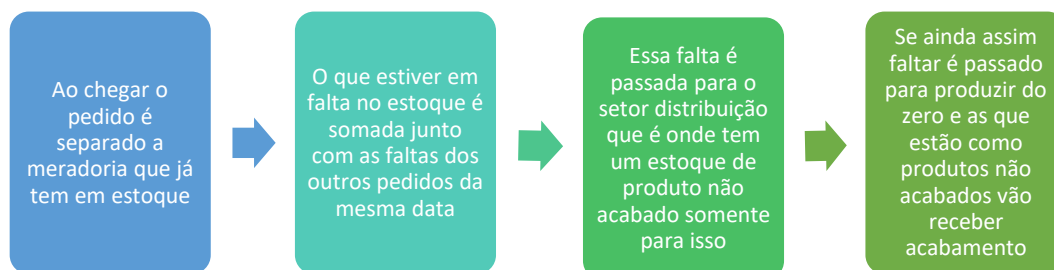 Ao chegar o
pedido é
separado a
meradoria que já
tem em estoque
O que estiver em
falta no estoque é
somada junto
com as faltas dos
outros pedidos da
mesma data
Essa falta é
passada para o
setor distribuição
que é onde tem
um estoque de
produto não
acabado somente
para isso
Se ainda assim
faltar é passado
para produzir do
zero e as que
estão como
produtos não
acabados vão
receber
acabamento